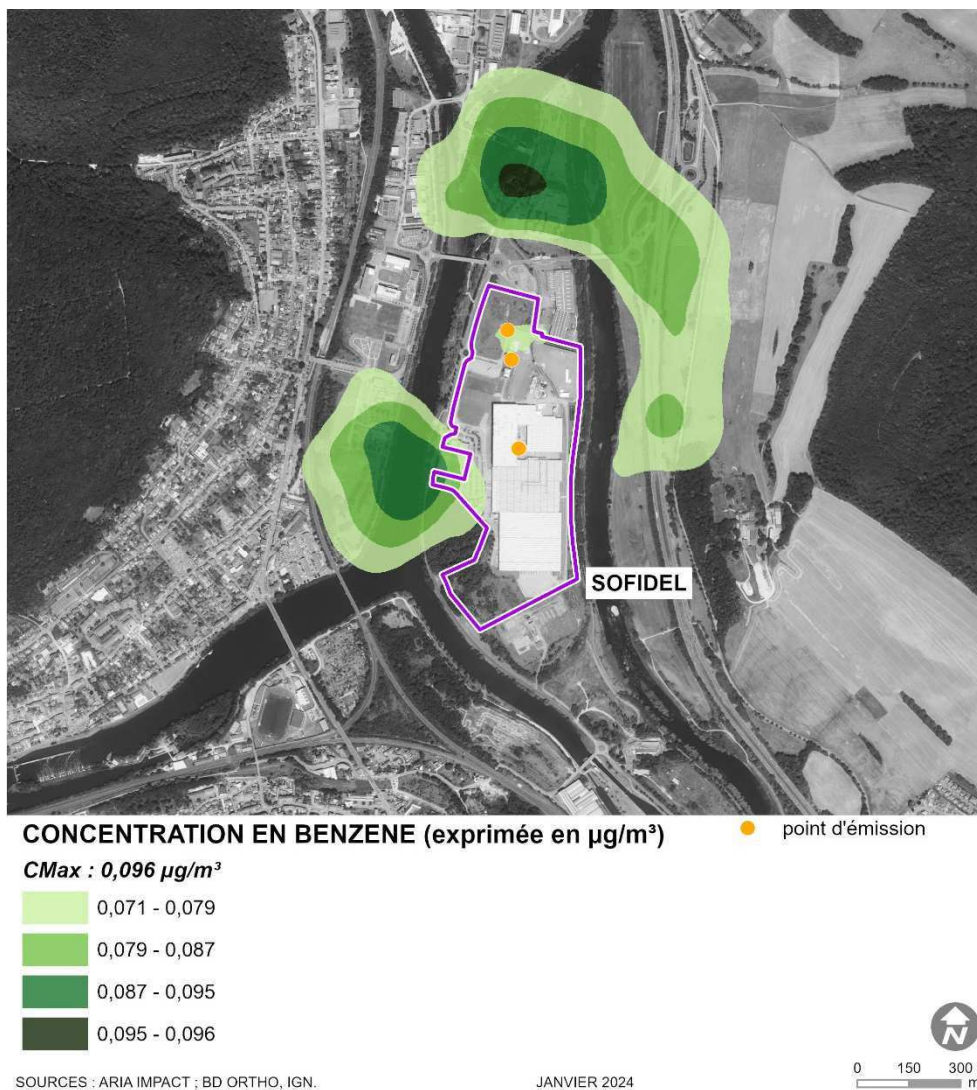 SOFIDEL
CONCENTRATION EN BENZENE (exprimée en µg/m³)
point d'émission
CMax : 0,096 µg/m³
0,071 - 0,079
0,079 - 0,087
0,087 - 0,095
0,095 - 0,096
N
0 150 300
m
SOURCES : ARIA IMPACT ; BD ORTHO, IGN.
JANVIER 2024